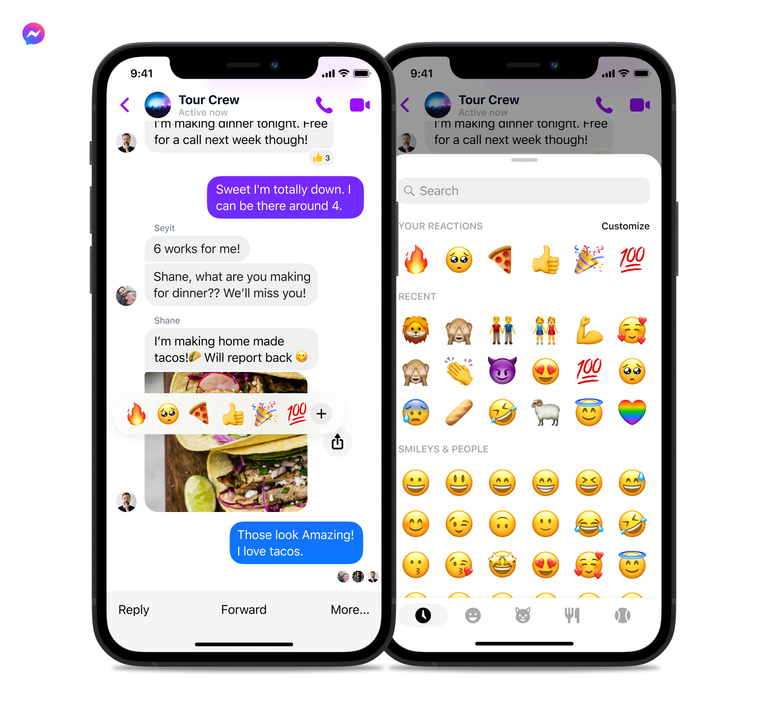 9:41
Tour Crew
Active now
I'm making dinner tonight. Free
for a call next week though!
👍 3
Sweet I'm totally down. I
can be there around 4.
Seyit
6 works for me!
Shane, what are you making
for dinner?? We'll miss you!
Shane
I'm making home made
tacos!🌮 Will report back 😋
Those look Amazing!
I love tacos.
Reply
Forward
More...
9:41
Tour Crew
Active now
I'm making dinner tonight. Free
for a call next week though!
Search
YOUR REACTIONS
Customize
RECENT
SMILEYS & PEOPLE